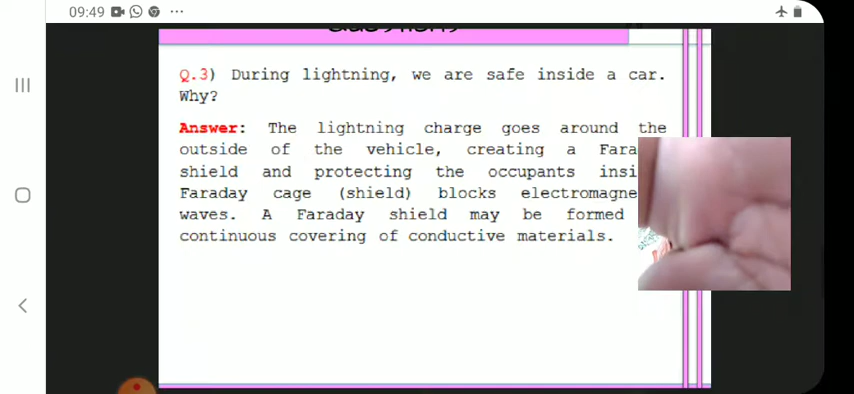 09:49
Q.3) During lightning, we are safe inside a car.
Why?
Answer: The lightning charge goes around the
outside of the vehicle, creating a
shield and protecting the occupants
Faraday cage (shield) blocks
waves. A Faraday shield may be formed
continuous covering of conductive materials.